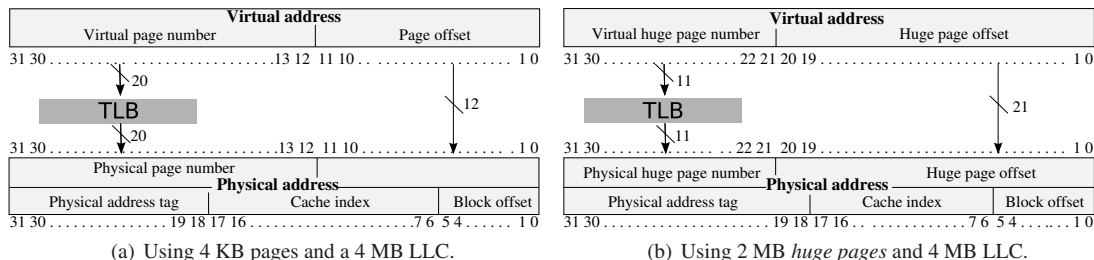 Virtual address
Virtual page number Page offset
31 30 . . . . . . . . . . . . . . . . . . . . . . . . . . . . . . 13 12 11 10 . . . . . . . . . . . . . . . . . . . . . . 1 0
20
12
TLB
20
31 30 . . . . . . . . . . . . . . . . . . . . . . . . . . . . . . 13 12 11 10 . . . . . . . . . . . . . . . . . . . . . . 1 0
Physical page number
Physical address
Physical address tag Cache index Block offset
31 30 . . . . . . . . . . . . . . . 19 18 17 16 . . . . . . . . . . . . . . . . . . . . 7 6 5 4 . . . . . . . . 1 0
(a) Using 4 KB pages and a 4 MB LLC.
Virtual address
Virtual huge page number Huge page offset
31 30 . . . . . . . . . . . . . . . . . . 22 21 20 19 . . . . . . . . . . . . . . . . . . . . . . . . . . . . . . . . . . 1 0
11
21
TLB
11
31 30 . . . . . . . . . . . . . . . . . . 22 21 20 19 . . . . . . . . . . . . . . . . . . . . . . . . . . . . . . . . . . 1 0
Physical huge page number Huge page offset
Physical address
Physical address tag Cache index Block offset
31 30 . . . . . . . . . . . . . . . . . . . . . 19 18 17 16 . . . . . . . . . . . . . . . . 7 6 5 4 . . . . . . . . 1 0
(b) Using 2 MB huge pages and 4 MB LLC.